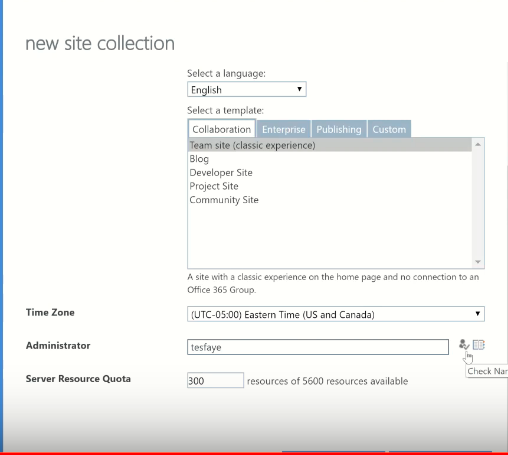 new site collection
Select a language:
English
Select a template:
Collaboration Enterprise Publishing Custom
Team site (classic experience)
Blog
Developer Site
Project Site
Community Site
A site with a classic experience on the home page and no connection to an
Office 365 Group.
Time Zone
(UTC-05:00) Eastern Time (US and Canada)
Administrator
tesfaye
Check Nar
Server Resource Quota
300 resources of 5600 resources available